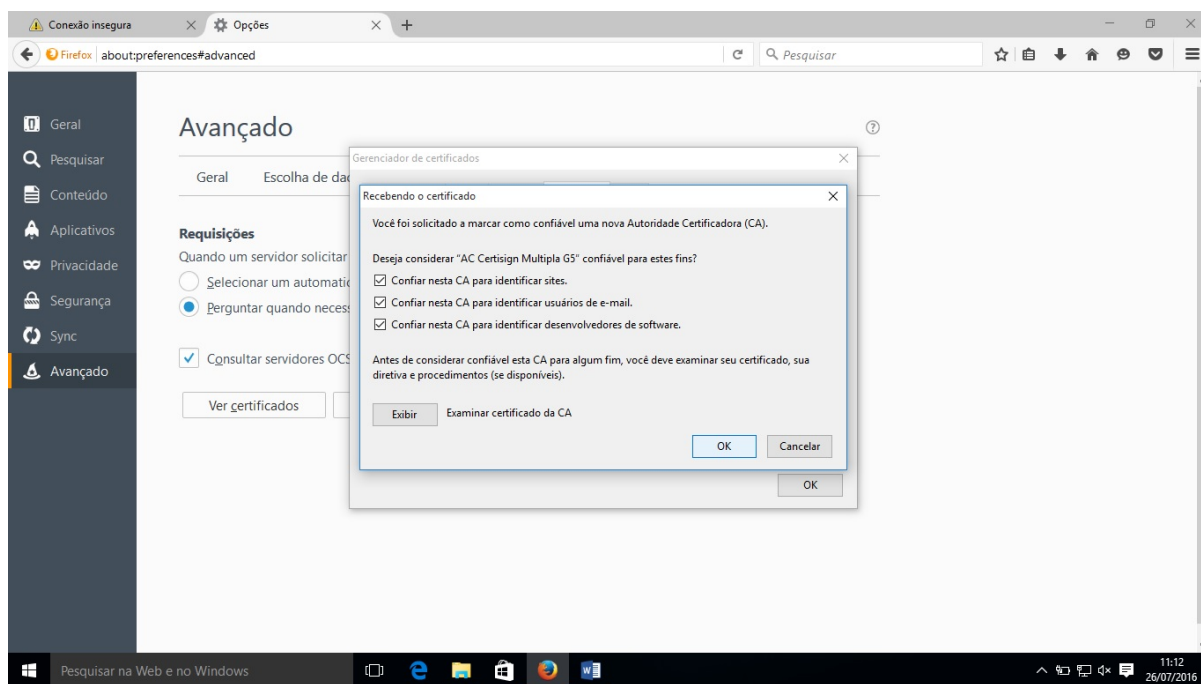 Conexão insegura
Opções
Firefox about:preferences#advanced
Pesquisar
Geral
Pesquisar
Conteúdo
Aplicativos
Privacidade
Segurança
Sync
Avançado
Avançado
Geral Escolha de da
Requisições
Quando um servidor solicitar
Selecionar um automatic
Perguntar quando necess
Consultar servidores OCS
Ver certificados
Gerenciador de certificados
Recebendo o certificado
Você foi solicitado a marcar como confiável uma nova Autoridade Certificadora (CA).
Deseja considerar "AC Certisign Multipla G5" confiável para estes fins?
Confiar nesta CA para identificar sites.
Confiar nesta CA para identificar usuários de e-mail.
Confiar nesta CA para identificar desenvolvedores de software.
Antes de considerar confiável esta CA para algum fim, você deve examinar seu certificado, sua
diretiva e procedimentos (se disponíveis).
Exibir Examinar certificado da CA
OK Cancelar
OK
Pesquisar na Web e no Windows
11:12
26/07/2016